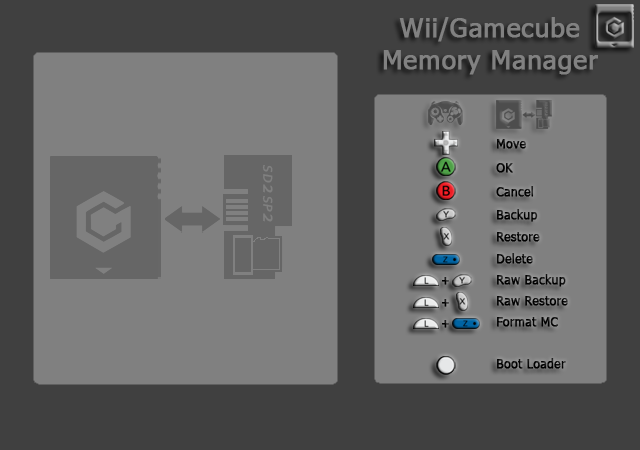 Wii/Gamecube
Memory Manager
SD2SP2
Move
A OK
B Cancel
Y Backup
X Restore
Z Delete
L + Y Raw Backup
L + X Raw Restore
L + Z Format MC
Boot Loader